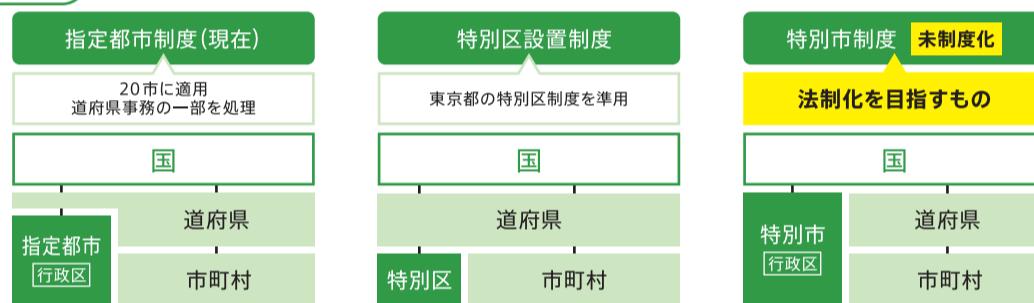 指定都市制度(現在)
20市に適用
道府県事務の一部を処理
国
道府県
指定都市
行政区
市町村
特別区設置制度
東京都の特別区制度を準用
国
道府県
特別区
市町村
特別市制度 未制度化
法制化を目指すもの
国
特別市
行政区
道府県
市町村